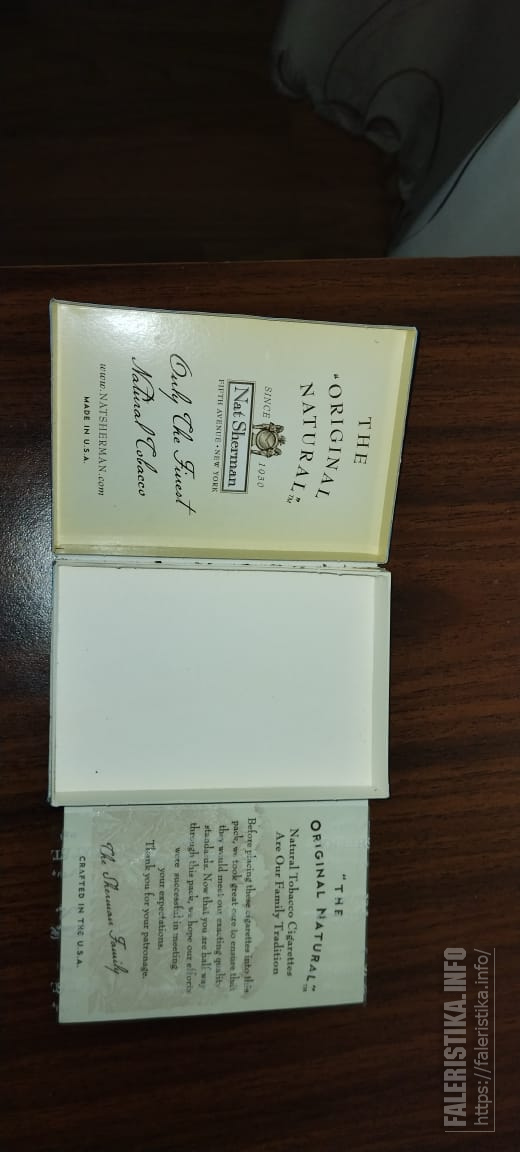 THE
"ORIGINAL
NATURAL"™
SINCE 1930
Nat Sherman
FIFTH AVENUE • NEW YORK
Only The Finest
Natural Tobacco
www.NATSHERMAN.com
MADE IN U.S.A.
"THE
ORIGINAL NATURAL"™
Natural Tobacco Cigarettes
Are Our Family Tradition
Before placing these cigarettes into this
pack, we took great care to ensure that
they would meet our exacting quality
standards. Now that you are half way
through this pack, we hope our efforts
were successful in meeting
your expectations.
Thank you for your patronage.
The Sherman Family
CRAFTED IN THE U.S.A.
FALERISTIKA.INFO
https://faleristika.info/